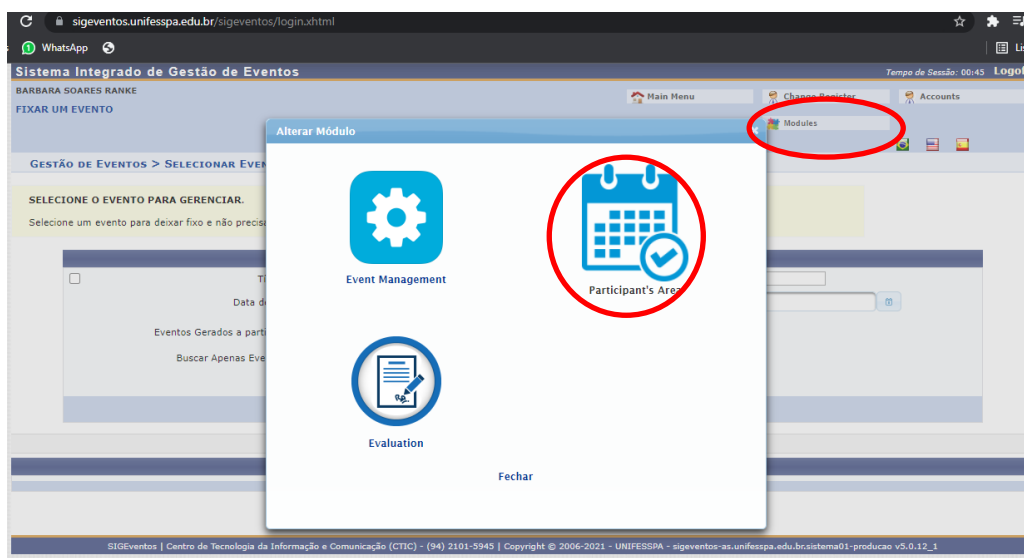 sigeventos.unifesspa.edu.br/sigeventos/login.xhtml
WhatsApp
Sistema Integrado de Gestão de Eventos
Tempo de Sessão: 00:45
BARBARA SOARES RANKE
Main Menu
Change Register
Accounts
FIXAR UM EVENTO
Modules
Alterar Módulo
GESTÃO DE EVENTOS > SELECIONAR
SELECIONE O EVENTO PARA GERENCIAR.
Selecione um evento para deixar fixo e não
Event Management
Participant's Area
Data
Eventos Gerados a
Buscar Apenas
Evaluation
Fechar
SIGEventos | Centro de Tecnologia da Informação e Comunicação (CTIC) - (94) 2101-5945 | Copyright © 2006-2021 - UNIFESSPA - sigeventos-as.unifesspa.edu.br.sistema01-producao v5.0.12_1